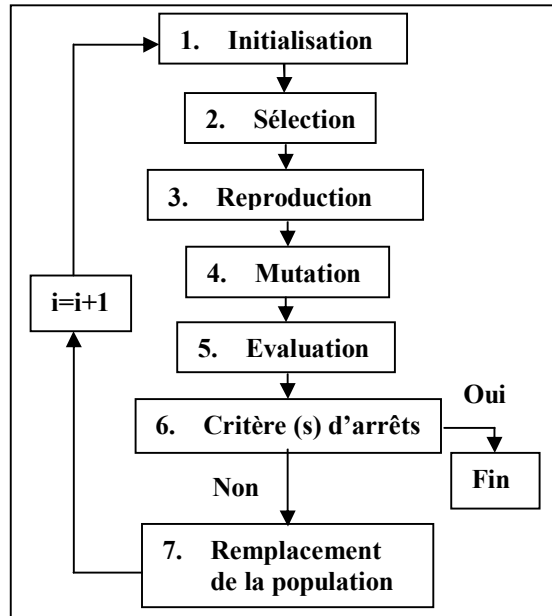 1. Initialisation
2. Sélection
3. Reproduction
4. Mutation
i=i+1
5. Evaluation
Oui
6. Critère (s) d’arrêts
Fin
Non
7. Remplacement
de la population